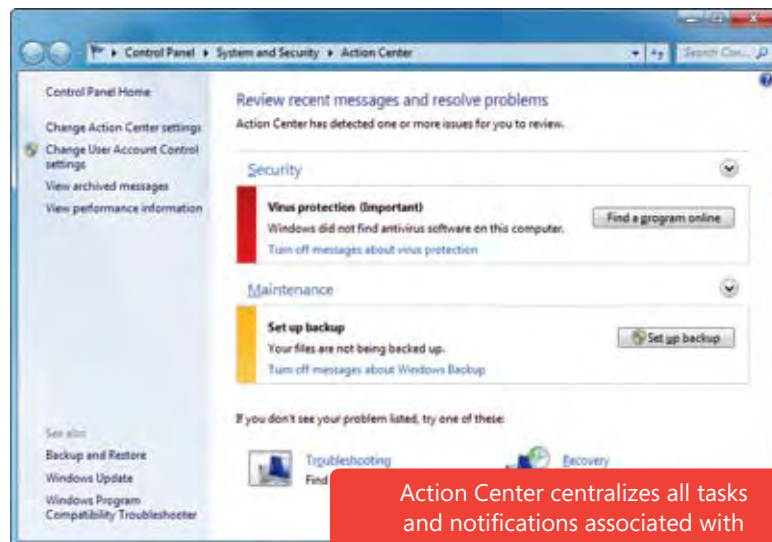 Control Panel ▸ System and Security ▸ Action Center
Control Panel Home
Change Action Center settings
Change User Account Control
settings
View archived messages
View performance information
See also
Backup and Restore
Windows Update
Windows Program
Compatibility Troubleshooter
Review recent messages and resolve problems
Action Center has detected one or more issues for you to review.
Security
Virus protection (Important)
Windows did not find antivirus software on this computer.
Turn off messages about virus protection
Find a program online
Maintenance
Set up backup
Your files are not being backed up.
Turn off messages about Windows Backup
Set up backup
If you don't see your problem listed, try one of these:
Troubleshooting
Find
Recovery
Action Center centralizes all tasks
and notifications associated with